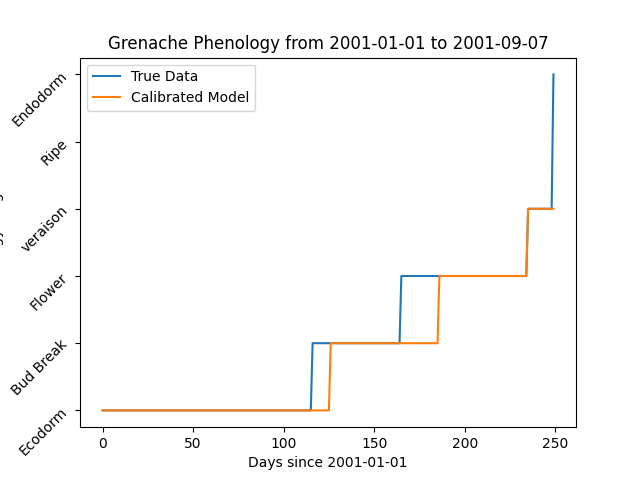 Grenache Phenology from 2001-01-01 to 2001-09-07
True Data
Calibrated Model
Endodorm
Ripe
veraison
Flower
Bud Break
Ecodorm
0 50 100 150 200 250
Days since 2001-01-01